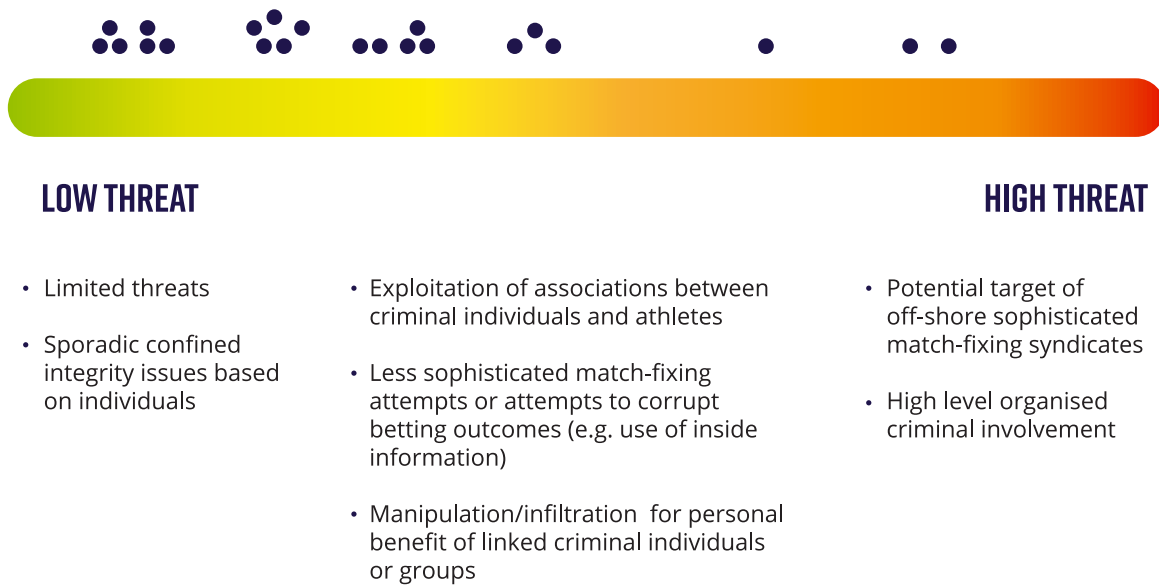 LOW THREAT
HIGH THREAT
• Limited threats
• Sporadic confined
integrity issues based
on individuals
• Exploitation of associations between
criminal individuals and athletes
• Less sophisticated match-fixing
attempts or attempts to corrupt
betting outcomes (e.g. use of inside
information)
• Manipulation/infiltration for personal
benefit of linked criminal individuals
or groups
• Potential target of
off-shore sophisticated
match-fixing syndicates
• High level organised
criminal involvement